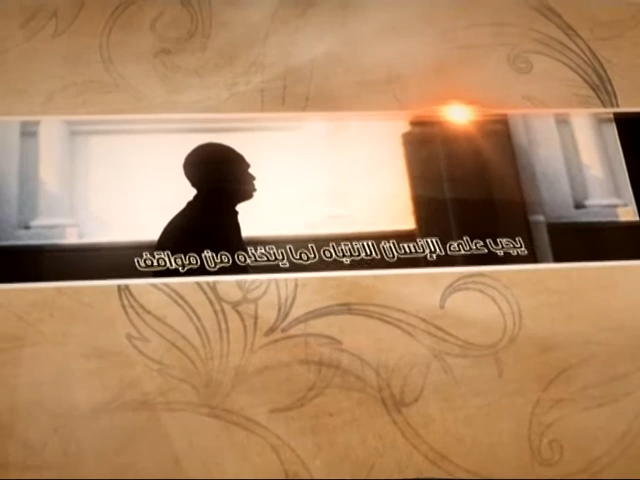 يجب على الإنسان الانتباه لما يتخذه من مواقف